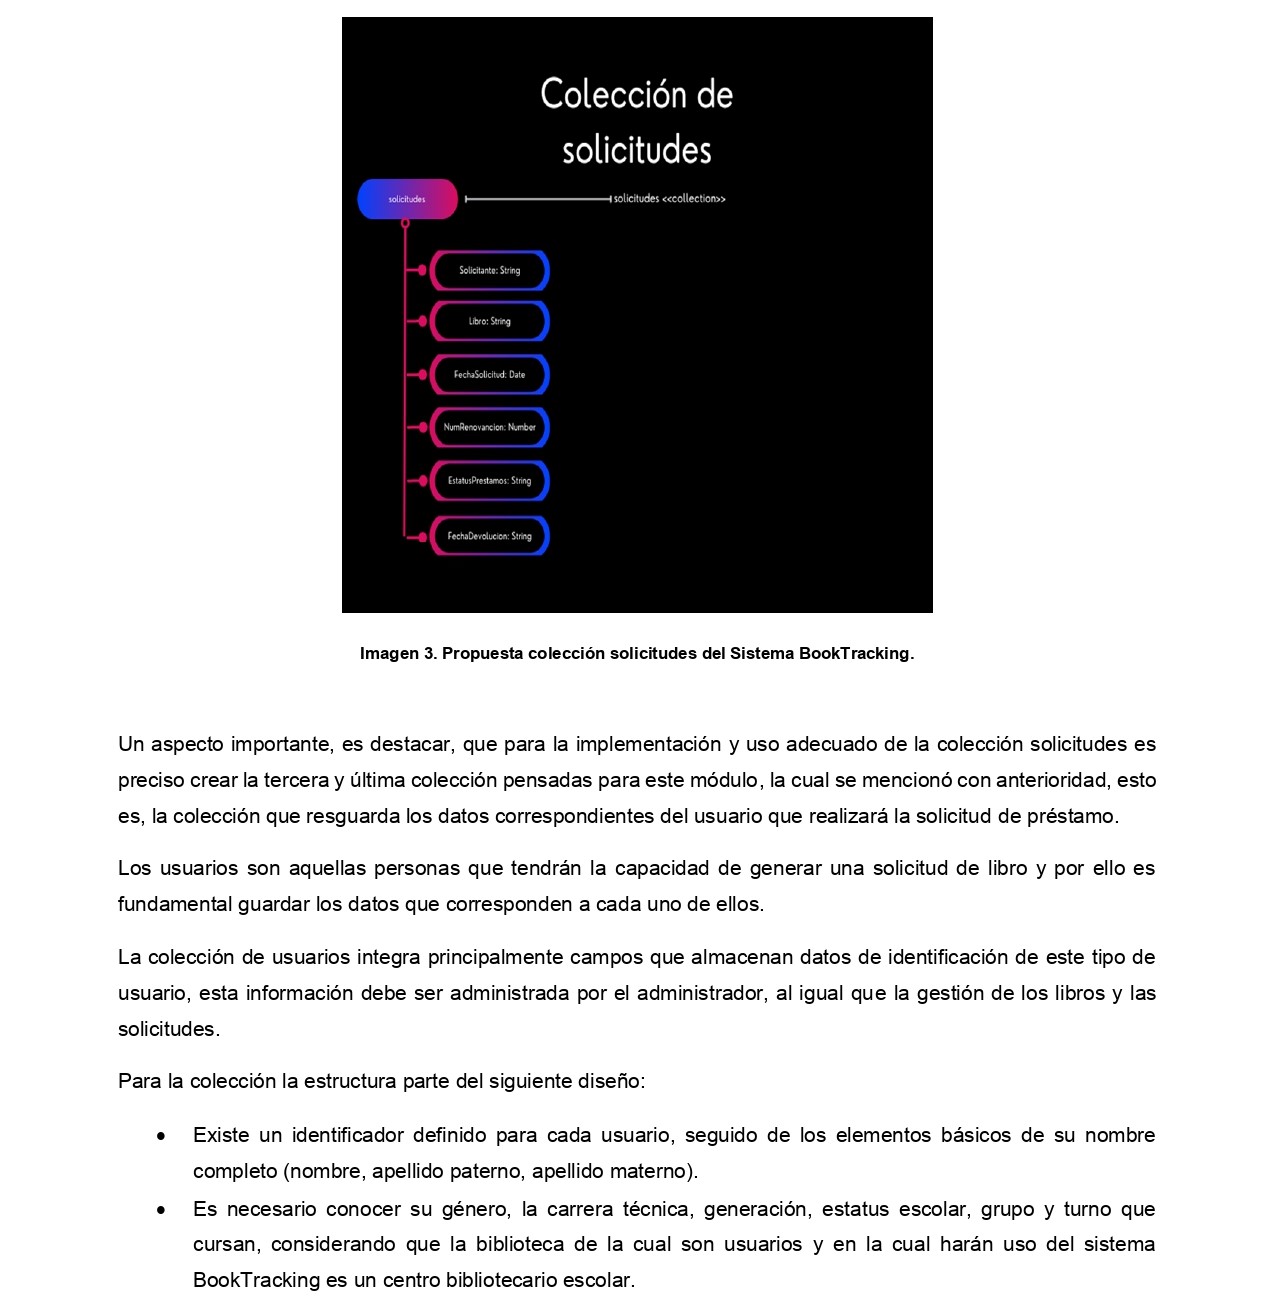 Colección de
solicitudes
solicitudes
solicitudes <<collection>>
Solicitante: String
Libro: String
FechaSolicitud: Date
NumRenovancion: Number
EstatusPrestamos: String
FechaDevolucion: String
Imagen 3. Propuesta colección solicitudes del Sistema BookTracking.
Un aspecto importante, es destacar, que para la implementación y uso adecuado de la colección solicitudes es
preciso crear la tercera y última colección pensadas para este módulo, la cual se mencionó con anterioridad, esto
es, la colección que resguarda los datos correspondientes del usuario que realizará la solicitud de préstamo.
Los usuarios son aquellas personas que tendrán la capacidad de generar una solicitud de libro y por ello es
fundamental guardar los datos que corresponden a cada uno de ellos.
La colección de usuarios integra principalmente campos que almacenan datos de identificación de este tipo de
usuario, esta información debe ser administrada por el administrador, al igual que la gestión de los libros y las
solicitudes.
Para la colección la estructura parte del siguiente diseño:
• Existe un identificador definido para cada usuario, seguido de los elementos básicos de su nombre
completo (nombre, apellido paterno, apellido materno).
• Es necesario conocer su género, la carrera técnica, generación, estatus escolar, grupo y turno que
cursan, considerando que la biblioteca de la cual son usuarios y en la cual harán uso del sistema
BookTracking es un centro bibliotecario escolar.